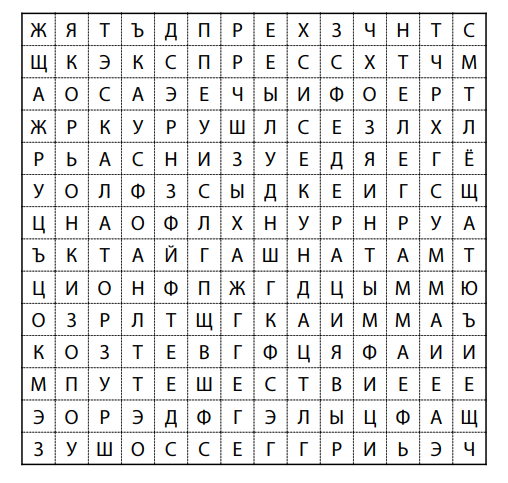 Ж Я Т Ъ Д П Р Е Х З Ч Н Т С
Щ К Э К С П Р Е С С Х Т Ч М
А О С А Э Е Ч Ы И Ф О Е Р Т
Ж Р К У Р У Ш Л С Е З Л Х Л
Р Ь А С Н И З У Е Д Я Е Г Ё
У О Л Ф З С Ы Д К Е И Г С Щ
Ц Н А О Ф Л Х Н У Р Н Р У А
Ъ К Т А Й Г А Ш Н А Т А М Т
Ц И О Н Ф П Ж Г Д Ц Ы М М Ю
О З Р Л Т Щ Г К А И М М А Ъ
К О З Т Е В Г Ф Ц Я Ф А И И
М П У Т Е Ш Е С Т В И Е Е Е
Э О Р Э Д Ф Г Э Л Ы Ц Ф А Щ
З У Ш О С С Е Г Г Р И Ь Э Ч